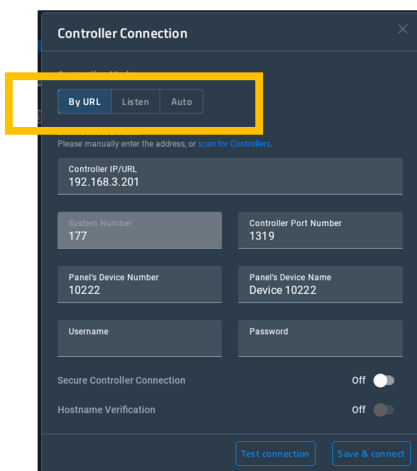 Controller Connection
By URL Listen Auto
Please manually enter the address, or scan for Controllers.
Controller IP/URL
192.168.3.201
System Number Controller Port Number
177 1319
Panel's Device Number Panel's Device Name
10222 Device 10222
Username Password
Secure Controller Connection Off
Hostname Verification Off
Test connection Save & connect